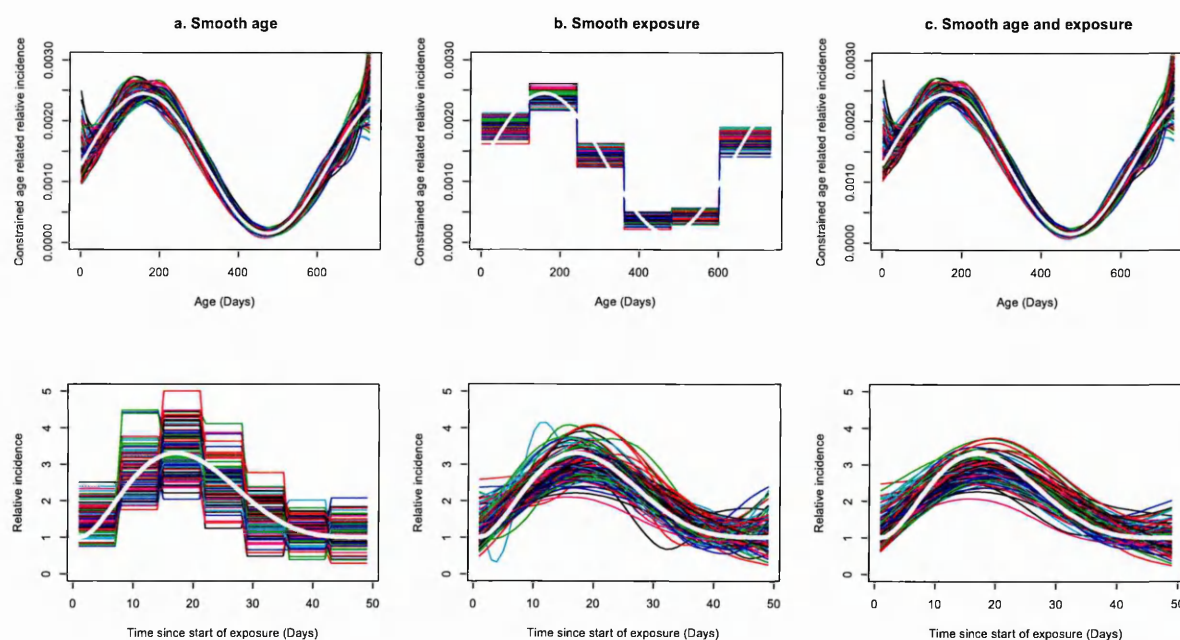 a. Smooth age
b. Smooth exposure
c. Smooth age and exposure
Constrained age related relative incidence
0.0000 0.0010 0.0020 0.0030
0 200 400 600
Age (Days)
Constrained age related relative incidence
0.0000 0.0010 0.0020 0.0030
0 200 400 600
Age (Days)
Constrained age related relative incidence
0.0000 0.0010 0.0020 0.0030
0 200 400 600
Age (Days)
Relative incidence
0 1 2 3 4 5
0 10 20 30 40 50
Time since start of exposure (Days)
Relative incidence
0 1 2 3 4 5
0 10 20 30 40 50
Time since start of exposure (Days)
Relative incidence
0 1 2 3 4 5
0 10 20 30 40 50
Time since start of exposure (Days)